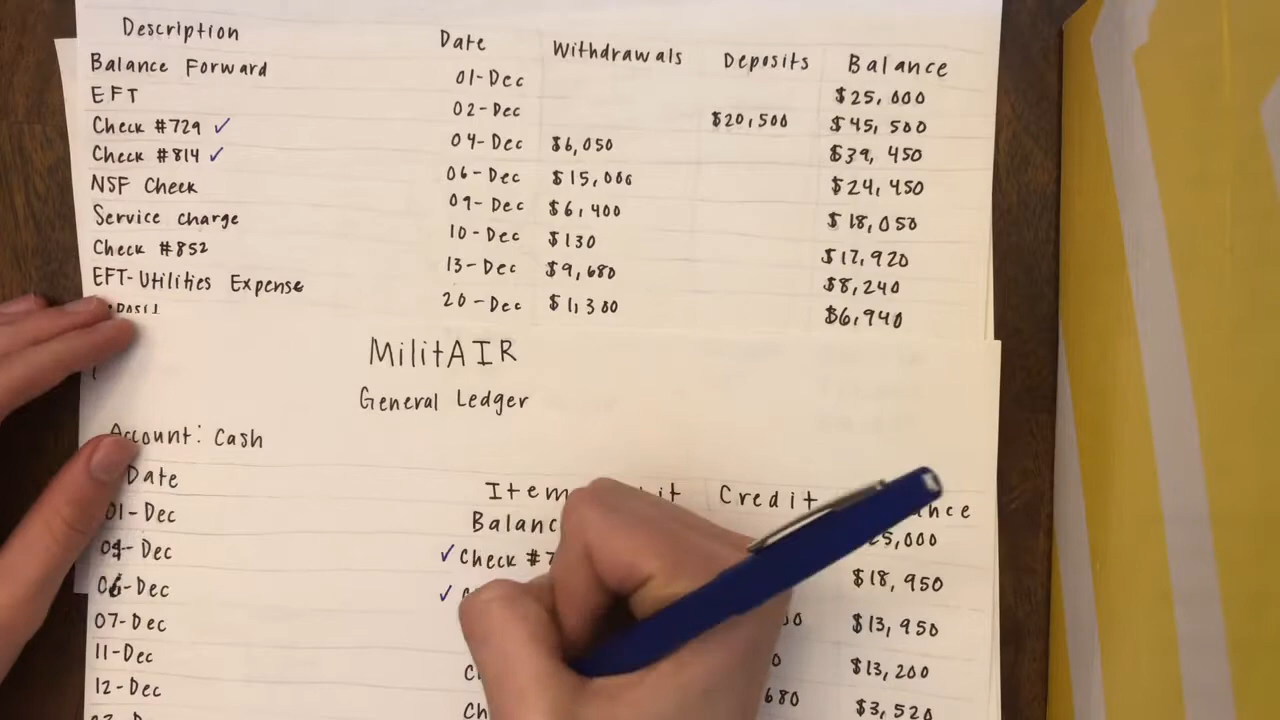 Description Date Withdrawals Deposits Balance
Balance Forward 01-Dec $25,000
EFT 02-Dec $20,500 $45,500
Check #729 ✓ 04-Dec $6,050 $39,450
Check #814 ✓ 06-Dec $15,000 $24,450
NSF Check 09-Dec $6,400 $18,050
Service charge 10-Dec $130 $17,920
Check #852 13-Dec $9,680 $8,240
EFT-Utilities Expense 20-Dec $1,300 $6,940
MilitAIR
General Ledger
Account: Cash
Date Item Credit
01-Dec
04-Dec ✓ Check $18,950
06-Dec ✓ $13,950
07-Dec $13,200
11-Dec $3,520
12-Dec